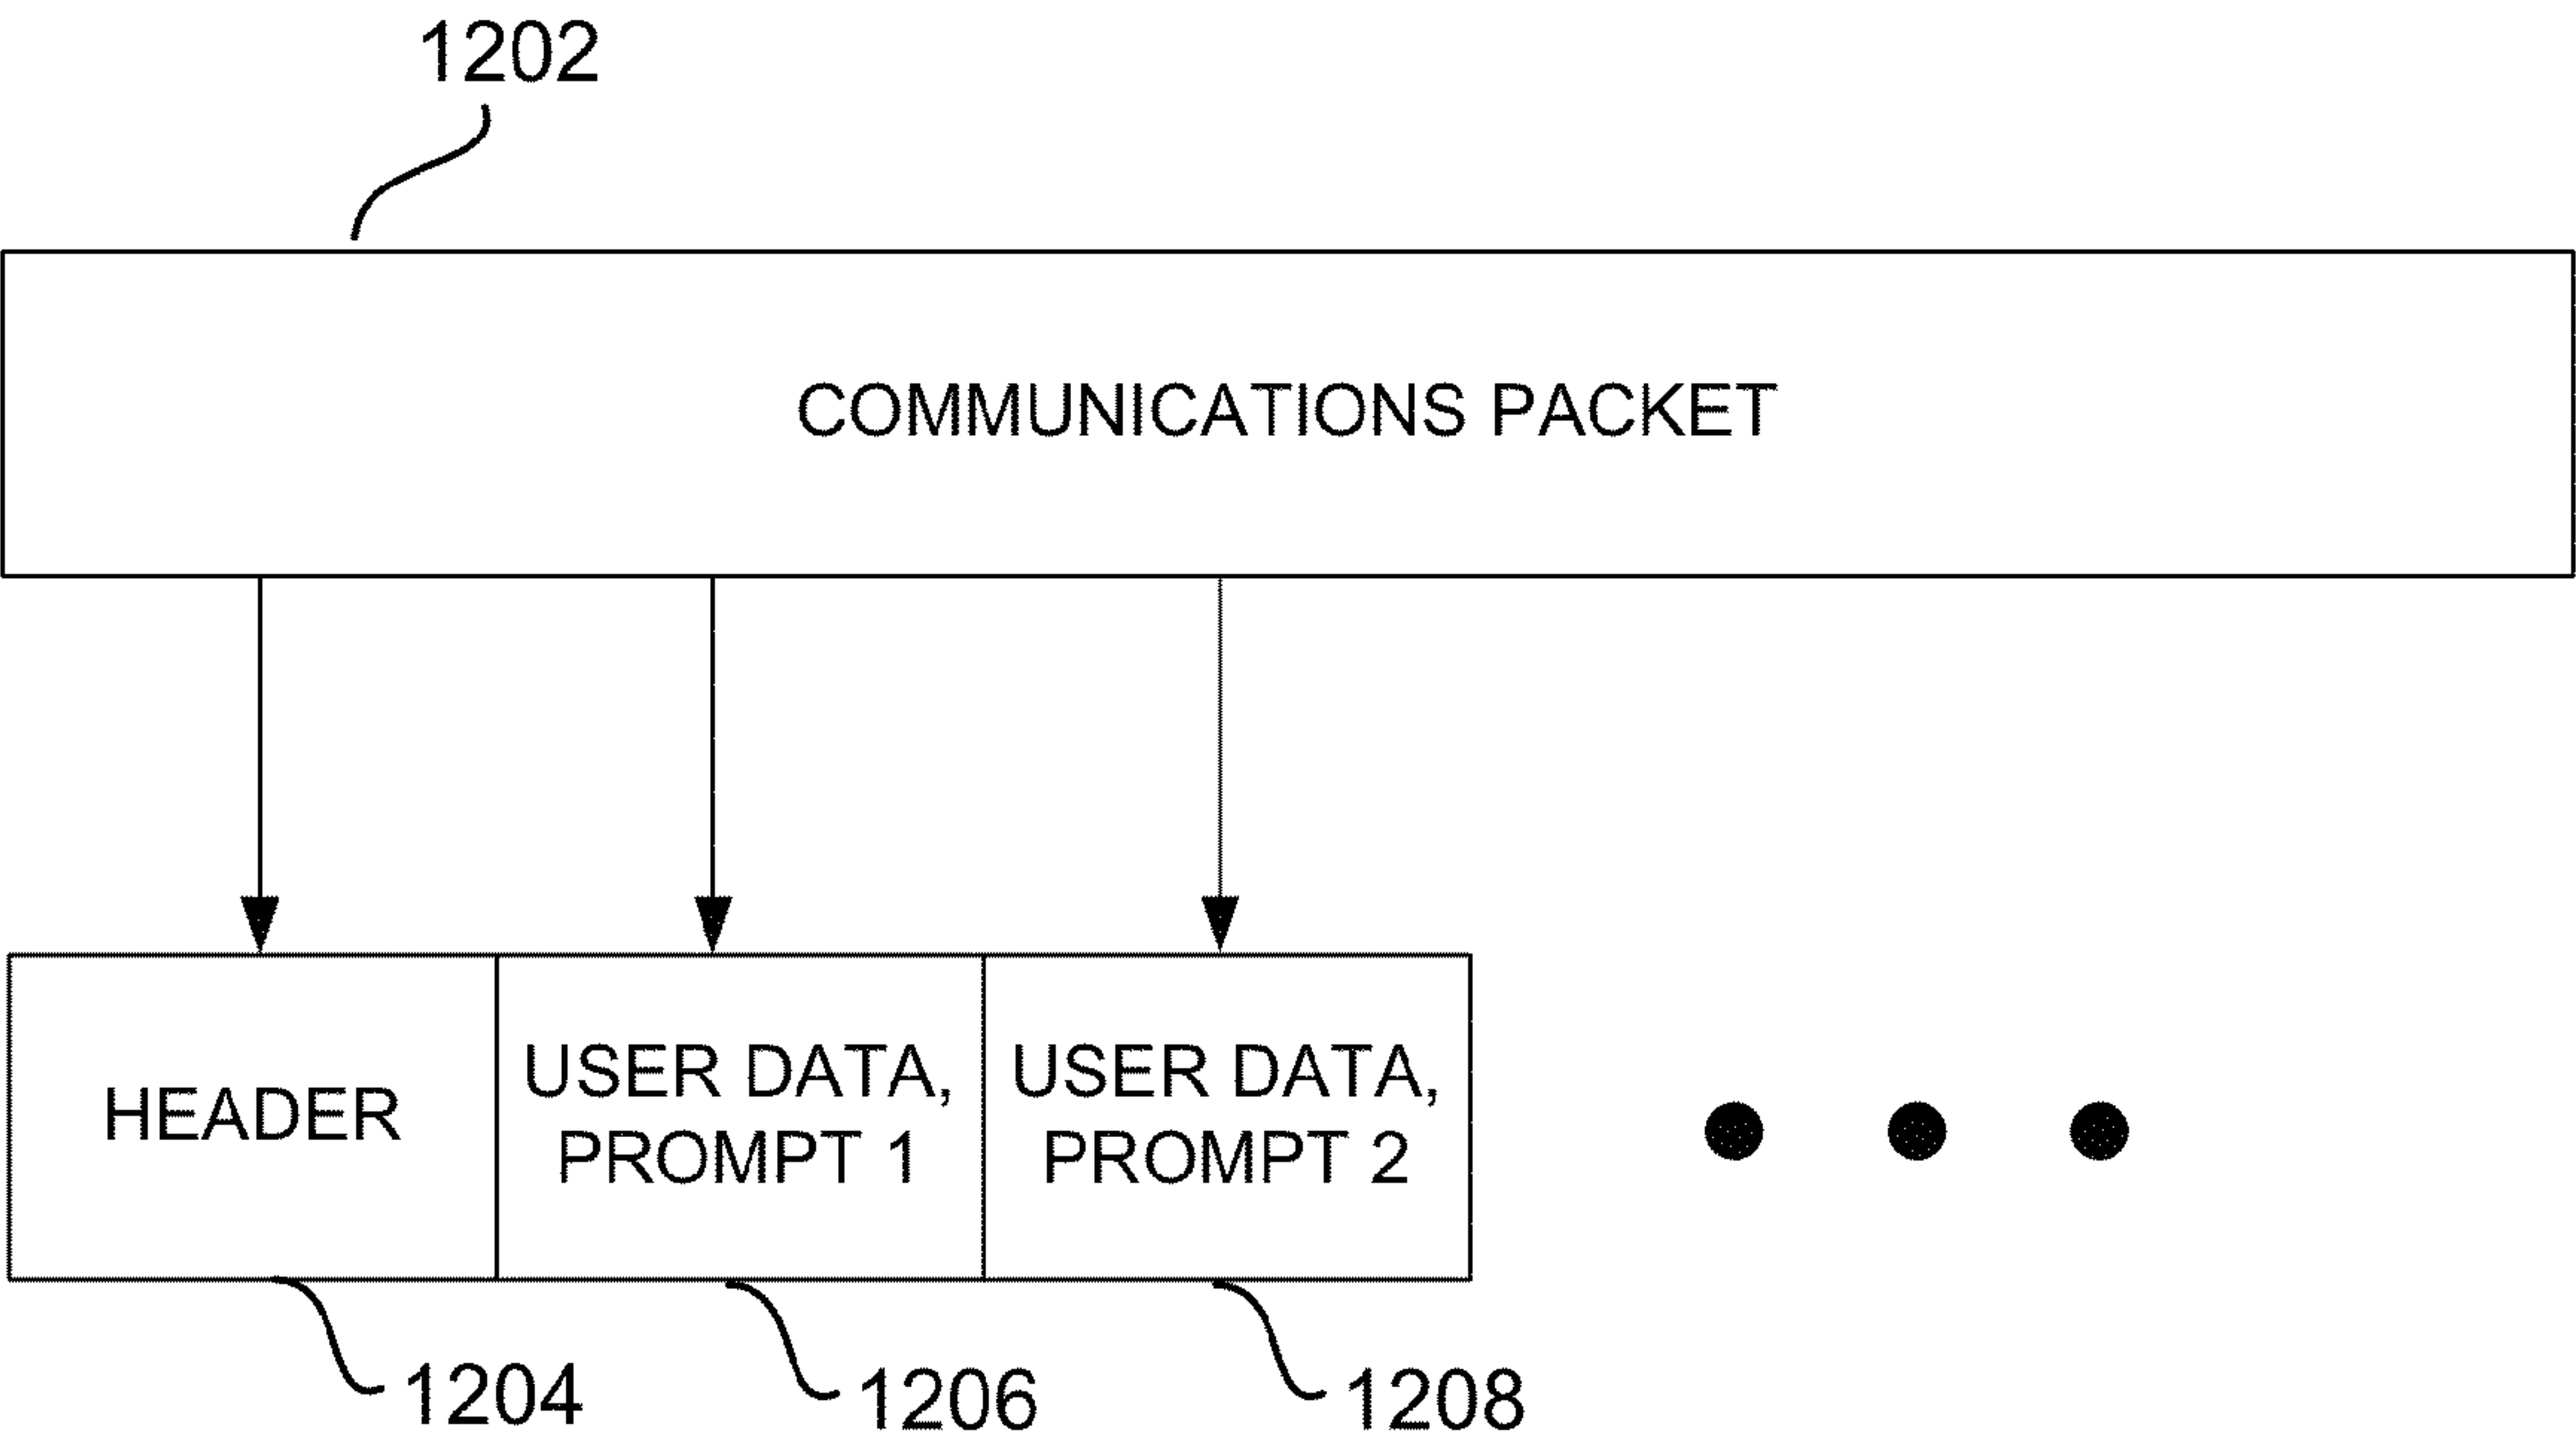 1202
COMMUNICATIONS PACKET
HEADER
USER DATA,
PROMPT 1
USER DATA,
PROMPT 2
1204
1206
1208